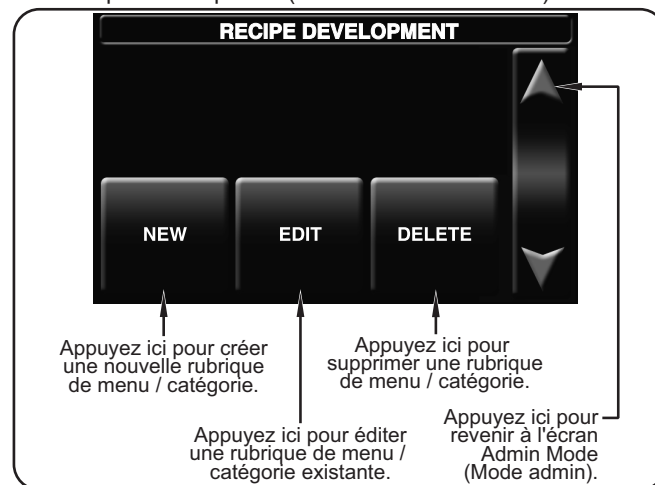 RECIPE DEVELOPMENT
NEW
EDIT
DELETE
Appuyez ici pour créer
une nouvelle rubrique
de menu / catégorie.
Appuyez ici pour
supprimer une rubrique
de menu / catégorie.
Appuyez ici pour éditer
une rubrique de menu /
catégorie existante.
Appuyez ici pour
revenir à l'écran
Admin Mode
(Mode admin).